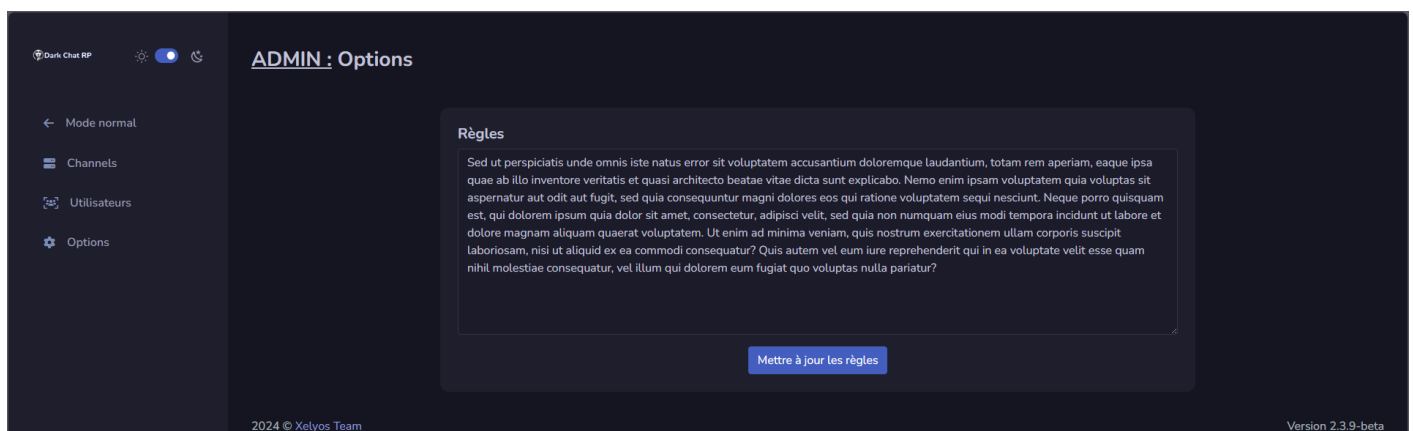 Dark Chat RP
ADMIN : Options
Mode normal
Channels
Utilisateurs
Options
Règles
Sed ut perspiciatis unde omnis iste natus error sit voluptatem accusantium doloremque laudantium, totam rem aperiam, eaque ipsa
quae ab illo inventore veritatis et quasi architecto beatae vitae dicta sunt explicabo. Nemo enim ipsam voluptatem quia voluptas sit
aspernatur aut odit aut fugit, sed quia consequuntur magni dolores eos qui ratione voluptatem sequi nesciunt. Neque porro quisquam
est, qui dolorem ipsum quia dolor sit amet, consectetur, adipisci velit, sed quia non numquam eius modi tempora incidunt ut labore et
dolore magnam aliquam quaerat voluptatem. Ut enim ad minima veniam, quis nostrum exercitationem ullam corporis suscipit
laboriosam, nisi ut aliquid ex ea commodi consequatur? Quis autem vel eum iure reprehenderit qui in ea voluptate velit esse quam
nihil molestiae consequatur, vel illum qui dolorem eum fugiat quo voluptas nulla pariatur?
Mettre à jour les règles
2024 © Xelyos Team
Version 2.3.9-beta